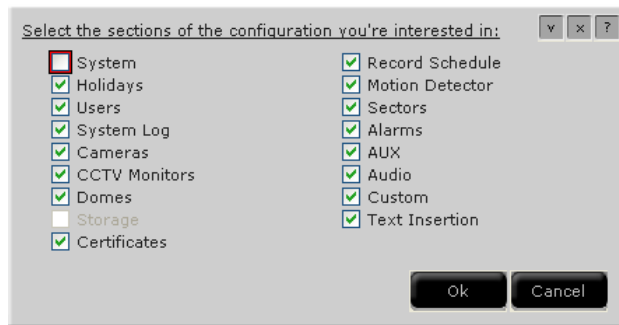 Select the sections of the configuration you're interested in:
v x ?
System
Holidays
Users
System Log
Cameras
CCTV Monitors
Domes
Storage
Certificates
Record Schedule
Motion Detector
Sectors
Alarms
AUX
Audio
Custom
Text Insertion
Ok Cancel